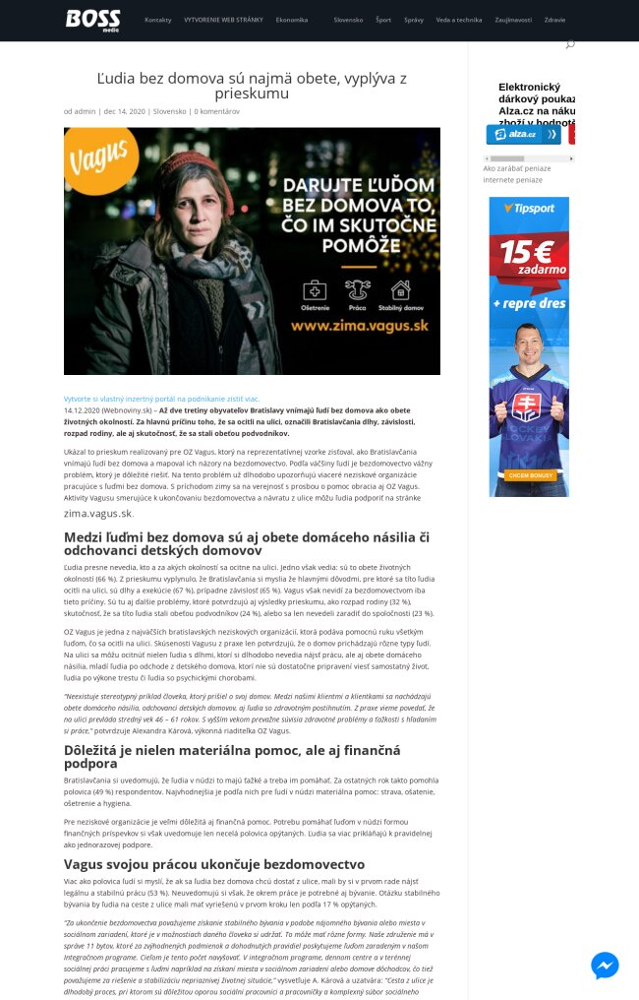 BOSS
media
Kontakty
VYTVORENIE WEB STRÁNKY
Ekonomika
Slovensko
Šport
Správy
Veda a technika
Zaujímavosti
Zdravie
Ľudia bez domova sú najmä obete, vyplýva z
prieskumu
od admin | dec 14, 2020 | Slovensko | 0 komentárov
Vagus
DARUJTE ĽUĎOM
BEZ DOMOVA TO,
ČO IM SKUTOČNE
POMÔŽE
Ošetrenie
Práca
Stabilný domov
www.zima.vagus.sk
Vytvorte si vlastný inzertný portál na podnikanie zistiť viac.
14.12.2020 (Webnoviny.sk) – Až dve tretiny obyvateľov Bratislavy vnímajú ľudí bez domova ako obete
životných okolností. Za hlavnú príčinu toho, že sa ocitli na ulici, označili Bratislavčania dlhy, závislosti,
rozpad rodiny, ale aj skutočnosť, že sa stali obeťou podvodníkov.
Ukázal to prieskum realizovaný pre OZ Vagus, ktorý na reprezentatívnej vzorke zisťoval, ako Bratislavčania
vnímajú ľudí bez domova a mapoval ich názory na bezdomovectvo. Podľa väčšiny ľudí je bezdomovectvo vážny
problém, ktorý je dôležité riešiť. Na tento problém už dlhodobo upozorňujú viaceré neziskové organizácie
pracujúce s ľuďmi bez domova. S príchodom zimy sa na verejnosť s prosbou o pomoc obracia aj OZ Vagus.
Aktivity Vagusu smerujúce k ukončovaniu bezdomovectva a návratu z ulice môžu ľudia podporiť na stránke
zima.vagus.sk.
Medzi ľuďmi bez domova sú aj obete domáceho násilia či
odchovanci detských domovov
Ľudia presne nevedia, kto a za akých okolností sa ocitne na ulici. Jedno však vedia: sú to obete životných
okolností (66 %). Z prieskumu vyplynulo, že Bratislavčania si myslia že hlavnými dôvodmi, pre ktoré sa títo ľudia
ocitli na ulici, sú dlhy a exekúcie (67 %), prípadne závislosť (65 %). Vagus však nevidí za bezdomovectvom iba
tieto príčiny. Sú tu aj ďalšie problémy, ktoré potvrdzujú aj výsledky prieskumu, ako rozpad rodiny (32 %),
skutočnosť, že sa títo ľudia stali obeťou podvodníkov (24 %), alebo sa len nevedeli zaradiť do spoločnosti (23 %).
OZ Vagus je jedna z najväčších bratislavských neziskových organizácií, ktorá podáva pomocnú ruku všetkým
ľuďom, čo sa ocitli na ulici. Skúsenosti Vagusu z praxe len potvrdzujú, že o domov prichádzajú rôzne typy ľudí.
Na ulici sa môžu ocitnúť nielen ľudia s dlhmi, ktorí si dlhodobo nevedia nájsť prácu, ale aj obete domáceho
násilia, mladí ľudia po odchode z detského domova, ktorí nie sú dostatočne pripravení viesť samostatný život,
ľudia po výkone trestu či ľudia so psychickými chorobami.
"Neexistuje stereotypný príklad človeka, ktorý prišiel o svoj domov. Medzi našimi klientmi a klientkami sa nachádzajú
obete domáceho násilia, odchovanci detských domovov, aj ľudia so zdravotným postihnutím. Z praxe vieme povedať, že
na ulici prevláda stredný vek 46 – 61 rokov. S vyšším vekom prevažne súvisia zdravotné problémy a ťažkosti s hľadaním
si práce," potvrdzuje Alexandra Kárová, výkonná riaditeľka OZ Vagus.
Dôležitá je nielen materiálna pomoc, ale aj finančná
podpora
Bratislavčania si uvedomujú, že ľudia v núdzi to majú ťažké a treba im pomáhať. Za ostatných rok takto pomohla
polovica (49 %) respondentov. Najvhodnejšia je podľa nich pre ľudí v núdzi materiálna pomoc: strava, ošatenie,
ošetrenie a hygiena.
Pre neziskové organizácie je veľmi dôležitá aj finančná pomoc. Potrebu pomáhať ľuďom v núdzi formou
finančných príspevkov si však uvedomuje len necelá polovica opýtaných. Ľudia sa viac prikláňajú k pravidelnej
ako jednorazovej podpore.
Vagus svojou prácou ukončuje bezdomovectvo
Viac ako polovica ľudí si myslí, že ak sa ľudia bez domova chcú dostať z ulice, mali by si v prvom rade nájsť
legálnu a stabilnú prácu (53 %). Neuvedomujú si však, že okrem práce je potrebné aj bývanie. Otázku stabilného
bývania by ľudia na ceste z ulice mali mať vyriešenú v prvom kroku len podľa 17 % opýtaných.
"Za ukončenie bezdomovectva považujeme získanie stabilného bývania v podobe nájomného bývania alebo miesta v
sociálnom zariadení, ktoré je v možnostiach daného človeka si udržať. To môže mať rôzne formy. Naše združenie má v
správe 11 bytov, ktoré za zvýhodnených podmienok a dohodnutých pravidiel poskytujeme ľuďom zaradeným v našom
Integračnom programe. Cieľom je tento počet navyšovať. V integračnom programe, dennom centre a v terénnej
sociálnej práci pracujeme s ľuďmi napríklad na získaní miesta v sociálnom zariadení alebo domove dôchodcov, čo tiež
považujeme za riešenie a stabilizáciu nepriaznivej životnej situácie," vysvetľuje A. Kárová a uzatvára: "Cesta z ulice je
dlhodobý proces, pri ktorom sú dôležitou oporou sociálni pracovníci a pracovníčky a komplexný súbor sociálneho
Elektronický
dárkový poukaz
Alza.cz na náku
zboží v hodnotě
alza.cz
Ako zarábať peniaze
internete peniaze
Tipsport
15€
zadarmo
+ repre dres
HOCKEY
SLOVAKIA
CHCEM BONUSY